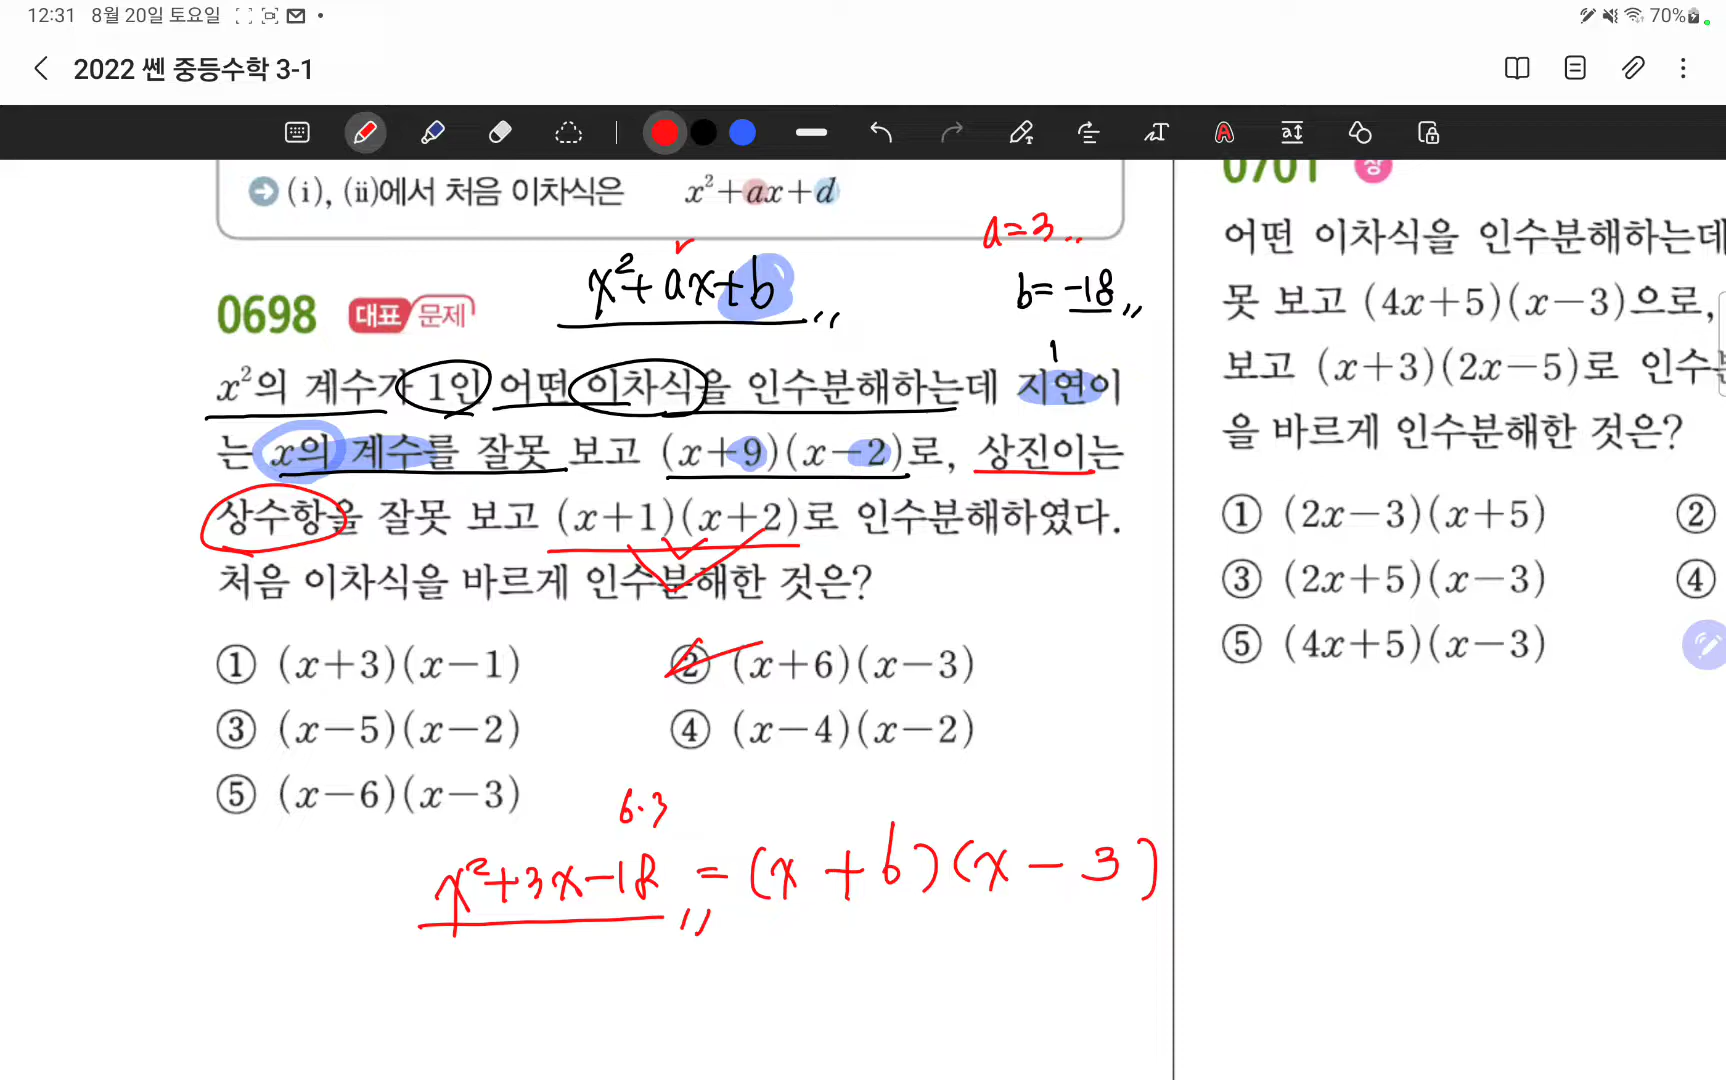 12:31 8월 20일 토요일
70%
2022 쎈 중등수학 3-1
(ⅰ), (ⅱ)에서 처음 이차식은 x²+ax+d
a=3
x²+ax+b
b=-18
0698 대표 문제
1
x²의 계수가 1인 어떤 이차식을 인수분해하는데 지연이
는 x의 계수를 잘못 보고 (x+9)(x-2)로, 상진이는
상수항을 잘못 보고 (x+1)(x+2)로 인수분해하였다.
처음 이차식을 바르게 인수분해한 것은?
① (x+3)(x-1) ② (x+6)(x-3)
③ (x-5)(x-2) ④ (x-4)(x-2)
⑤ (x-6)(x-3)
6·3
x²+3x-18 = (x+6)(x-3)
0701 상
어떤 이차식을 인수분해하는데
못 보고 (4x+5)(x-3)으로,
보고 (x+3)(2x-5)로 인수
을 바르게 인수분해한 것은?
① (2x-3)(x+5) ②
③ (2x+5)(x-3) ④
⑤ (4x+5)(x-3)